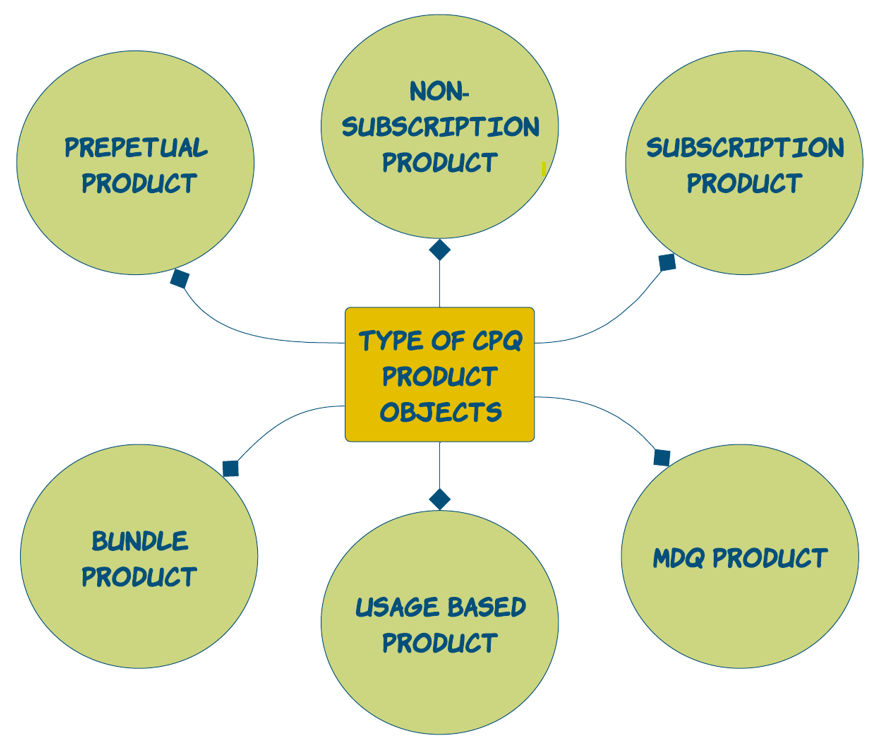 NON-
SUBSCRIPTION
PRODUCT
PREPETUAL
PRODUCT
SUBSCRIPTION
PRODUCT
TYPE OF CPQ
PRODUCT
OBJECTS
BUNDLE
PRODUCT
USAGE BASED
PRODUCT
MDQ PRODUCT